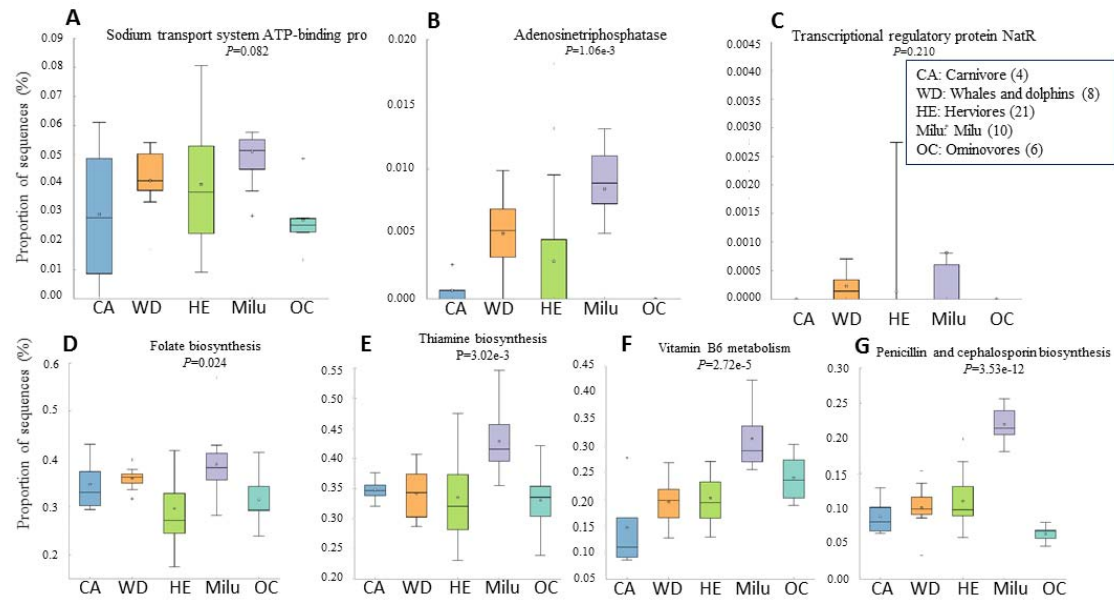 A
Sodium transport system ATP-binding pro
P=0.082
B
Adenosinetriphosphatase
P=1.06e-3
C
Transcriptional regulatory protein NatR
P=0.210
CA: Carnivore (4)
WD: Whales and dolphins (8)
HE: Herviores (21)
Milu: Milu (10)
OC: Ominovores (6)
Proportion of sequences (%)
0.09
0.08
0.07
0.06
0.05
0.04
0.03
0.02
0.01
0.00
CA WD HE Milu OC
0.020
0.015
0.010
0.005
0.000
CA WD HE Milu OC
0.0045
0.0040
0.0035
0.0030
0.0025
0.0020
0.0015
0.0010
0.0005
0.0000
CA WD HE Milu OC
D
Folate biosynthesis
P=0.024
E
Thiamine biosynthesis
P=3.02e-3
F
Vitamin B6 metabolism
P=2.72e-5
G
Penicillin and cephalosporin biosynthesis
P=3.53e-12
Proportion of sequences (%)
0.6
0.5
0.4
0.3
0.2
CA WD HE Milu OC
0.55
0.50
0.45
0.40
0.35
0.30
0.25
0.20
CA WD HE Milu OC
0.45
0.40
0.35
0.30
0.25
0.20
0.15
0.10
0.05
CA WD HE Milu OC
0.30
0.25
0.20
0.15
0.10
0.05
0.00
CA WD HE Milu OC